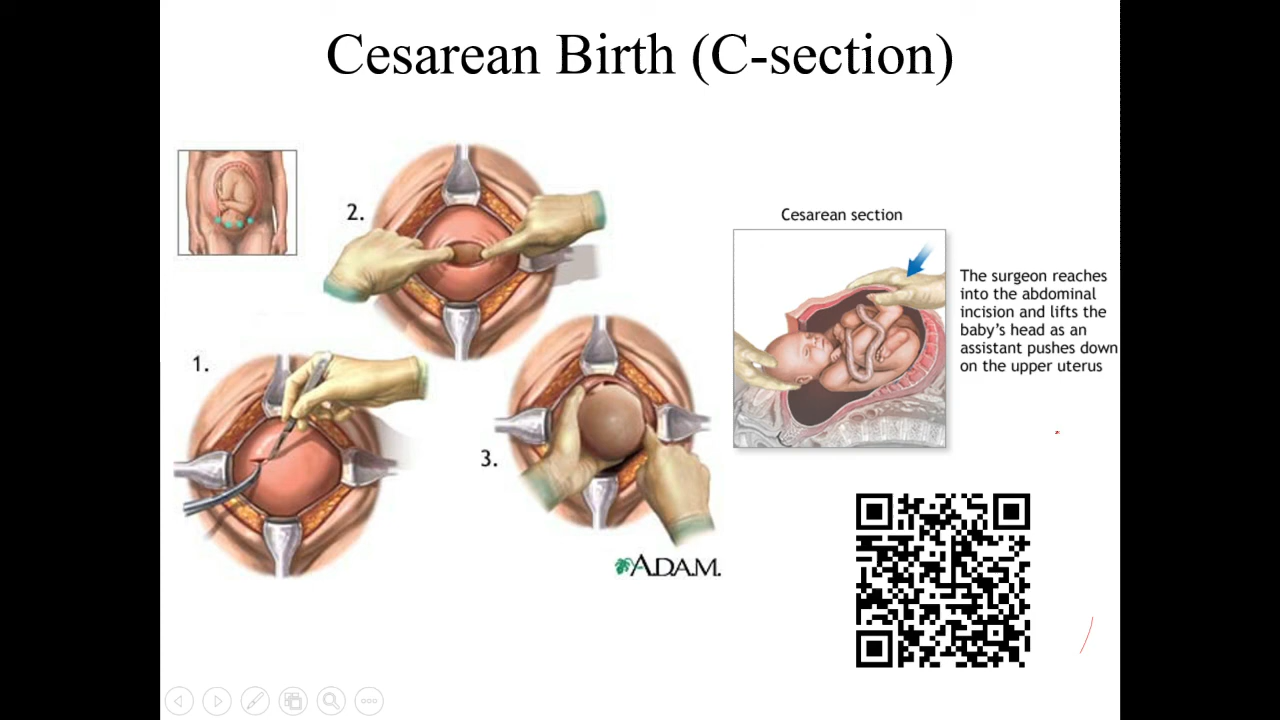 Cesarean Birth (C-section)
2.
1.
3.
A.D.A.M.
Cesarean section
The surgeon reaches
into the abdominal
incision and lifts the
baby's head as an
assistant pushes down
on the upper uterus